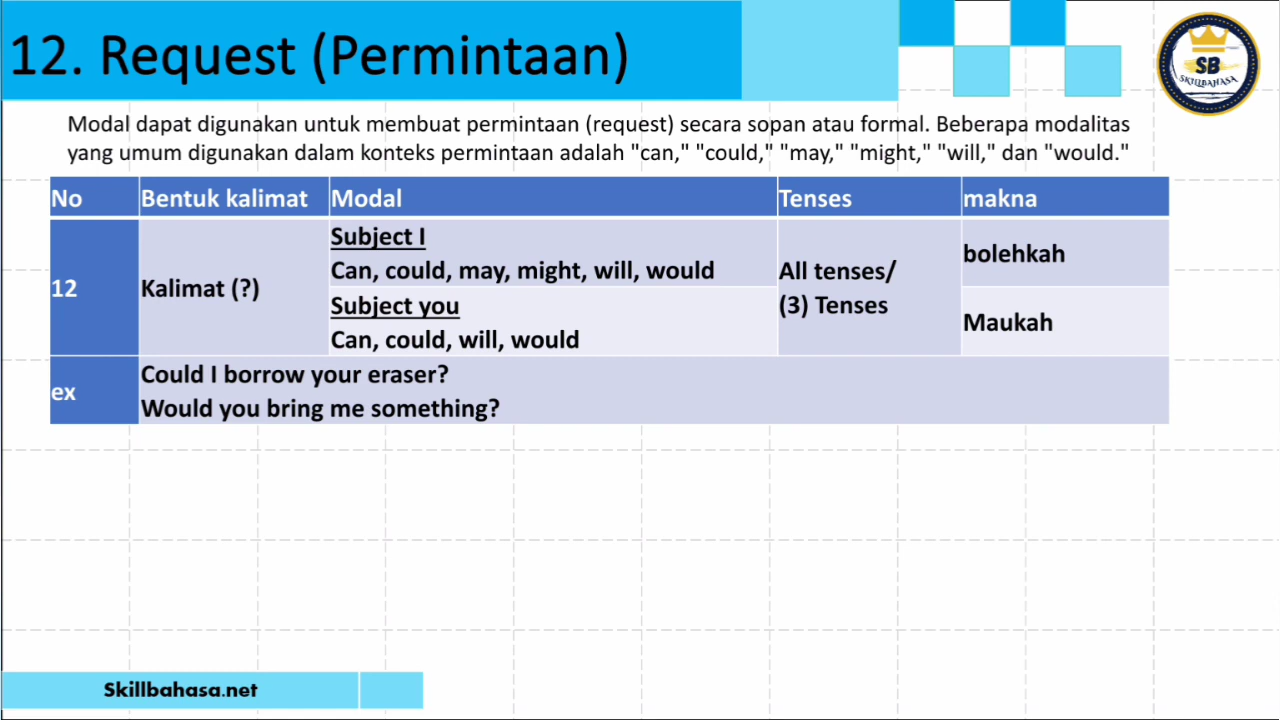 12. Request (Permintaan)
SB
SKILLBAHASA
Modal dapat digunakan untuk membuat permintaan (request) secara sopan atau formal. Beberapa modalitas
yang umum digunakan dalam konteks permintaan adalah "can," "could," "may," "might," "will," dan "would."
No Bentuk kalimat Modal Tenses makna
12
Kalimat (?)
Subject I
Can, could, may, might, will, would
Subject you
Can, could, will, would
All tenses/
(3) Tenses
bolehkah
Maukah
ex
Could I borrow your eraser?
Would you bring me something?
Skillbahasa.net